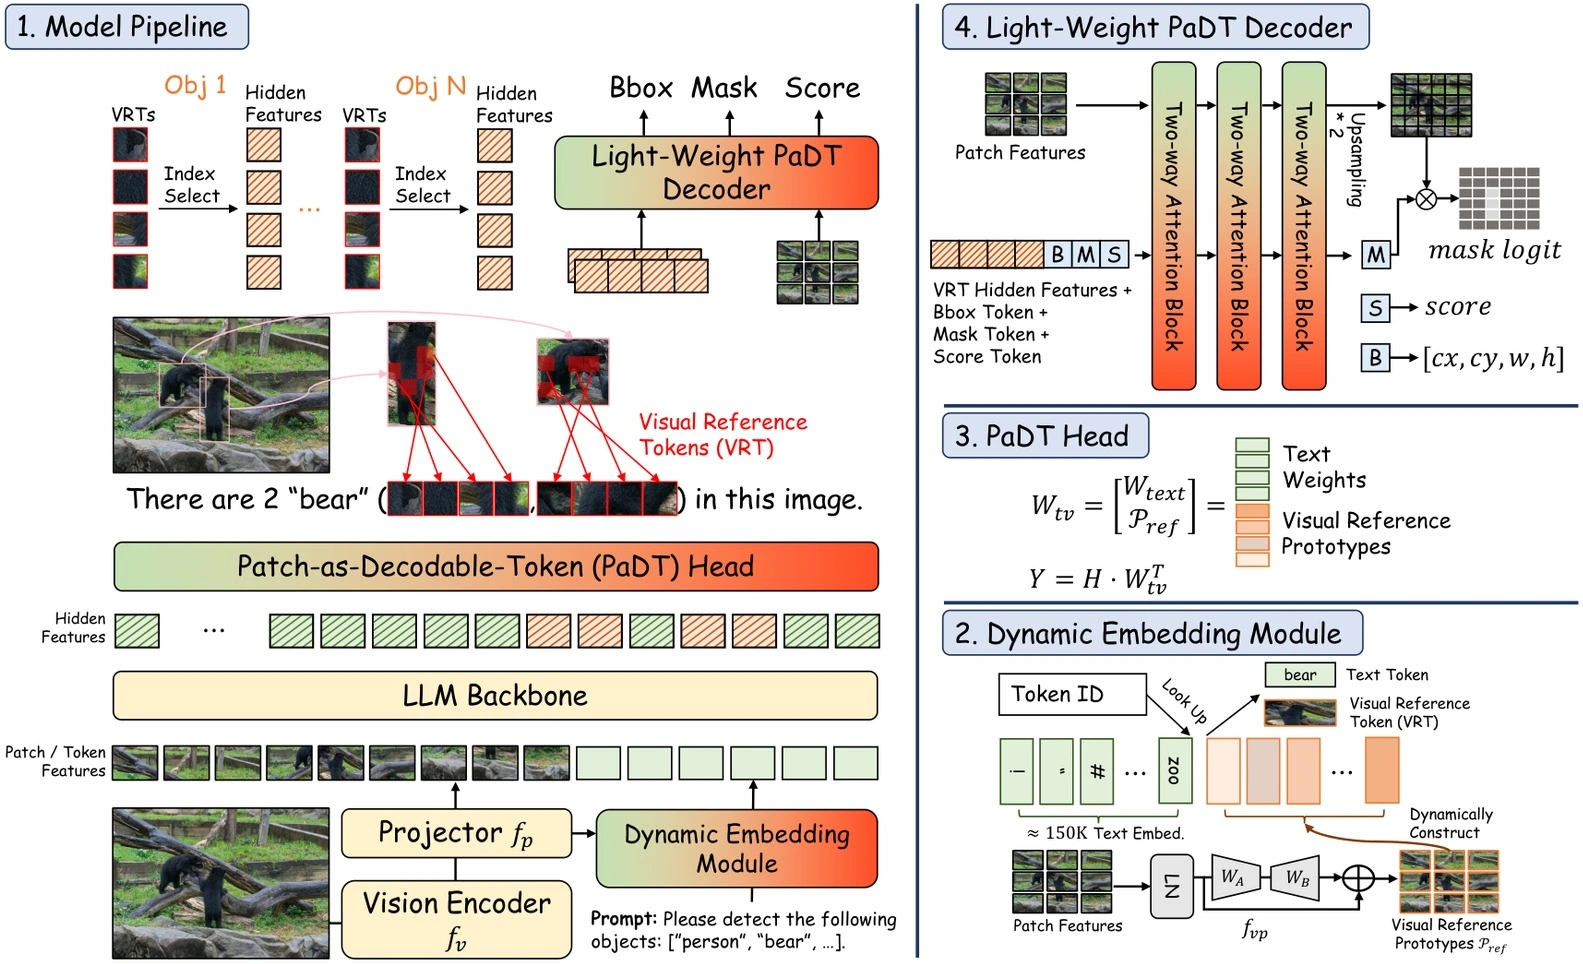 1. Model Pipeline
Obj 1
Obj N
VRTs
Hidden
Features
VRTs
Hidden
Features
Index
Select
...
Index
Select
Bbox
Mask
Score
Light-Weight PaDT
Decoder
Visual Reference
Tokens (VRT)
There are 2 “bear” ( , ) in this image.
Patch-as-Decodable-Token (PaDT) Head
Hidden
Features
...
LLM Backbone
Patch / Token
Features
Projector f_p
Dynamic Embedding
Module
Vision Encoder
f_v
Prompt: Please detect the following
objects: ["person", “bear”, ...].
4. Light-Weight PaDT Decoder
Patch Features
Two-way Attention Block
Two-way Attention Block
Two-way Attention Block
Upsampling
* 2
mask logit
B M S
VRT Hidden Features +
Bbox Token +
Mask Token +
Score Token
M
S
score
B
[cx, cy, w, h]
3. PaDT Head
W_tv = [W_text P_ref] =
Text
Weights
Visual Reference
Prototypes
Y = H · W_tv^T
2. Dynamic Embedding Module
Token ID
Look Up
bear
Text Token
Visual Reference
Token (VRT)
! " # ... zoo
...
≈ 150K Text Embed.
Dynamically
Construct
Patch Features
LN
W_A
W_B
f_vp
Visual Reference
Prototypes P_ref